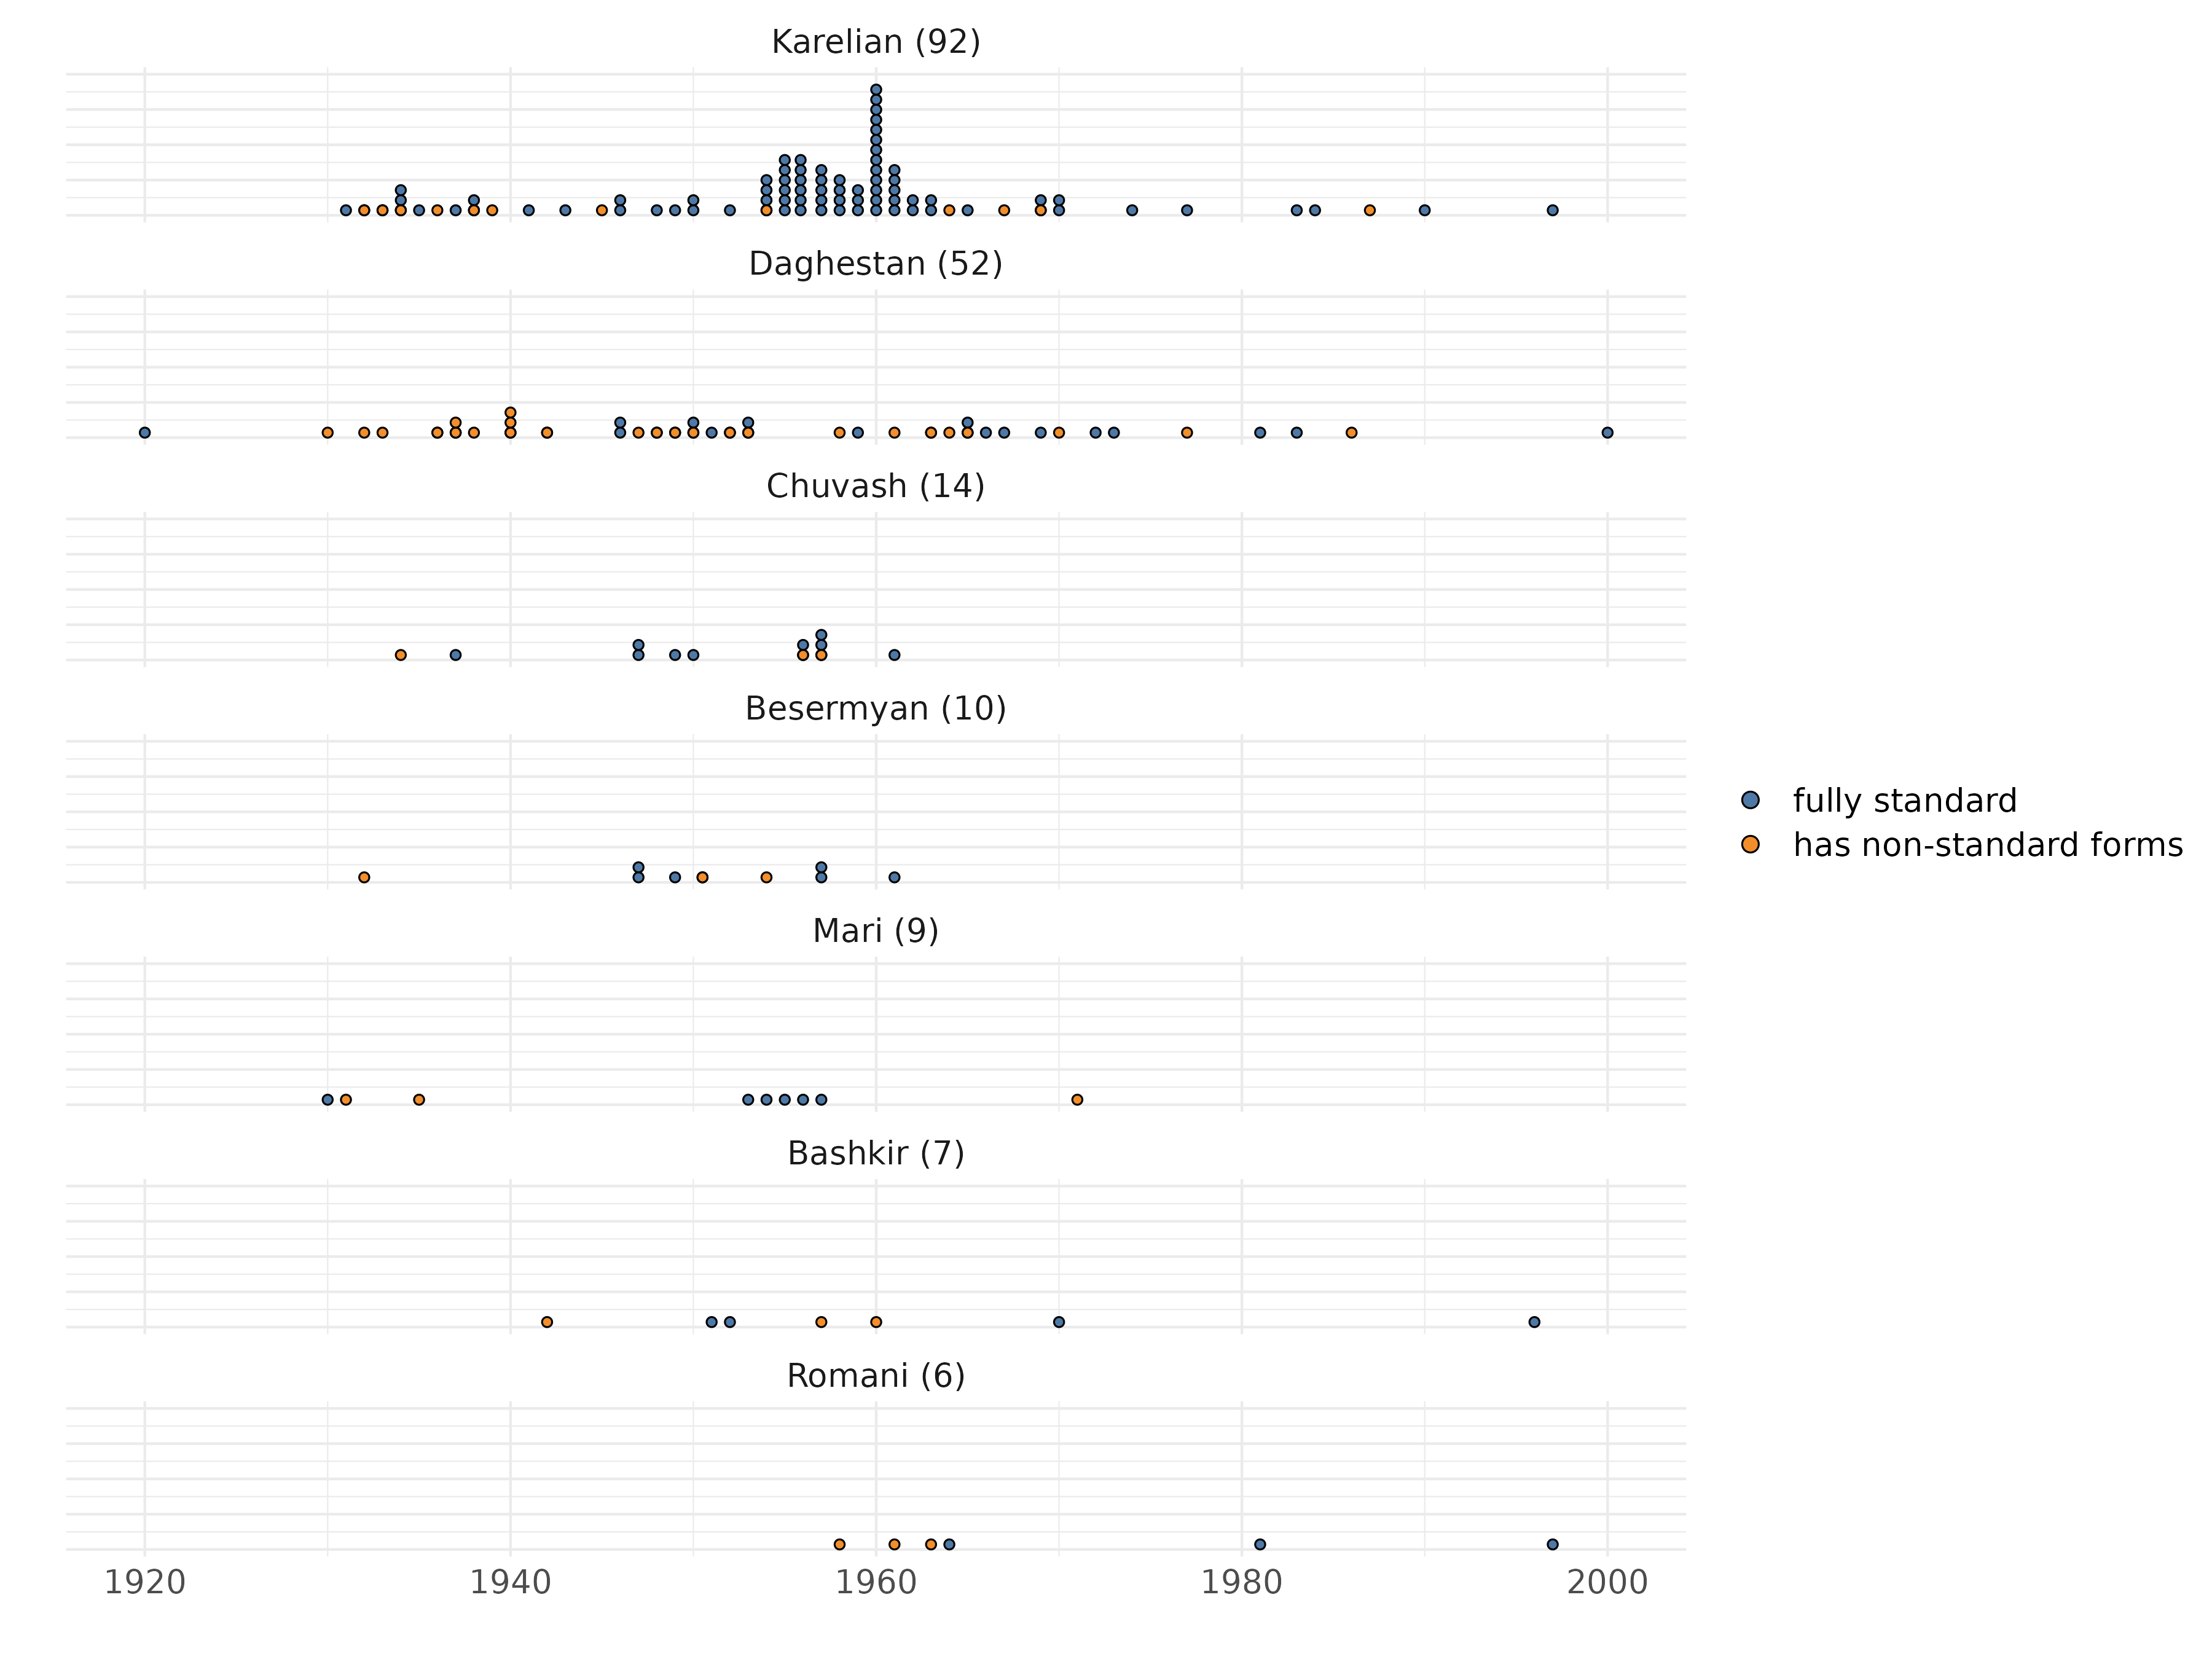 Karelian (92)
Daghestan (52)
Chuvash (14)
Besermyan (10)
fully standard
has non-standard forms
Mari (9)
Bashkir (7)
Romani (6)
1920 1940 1960 1980 2000